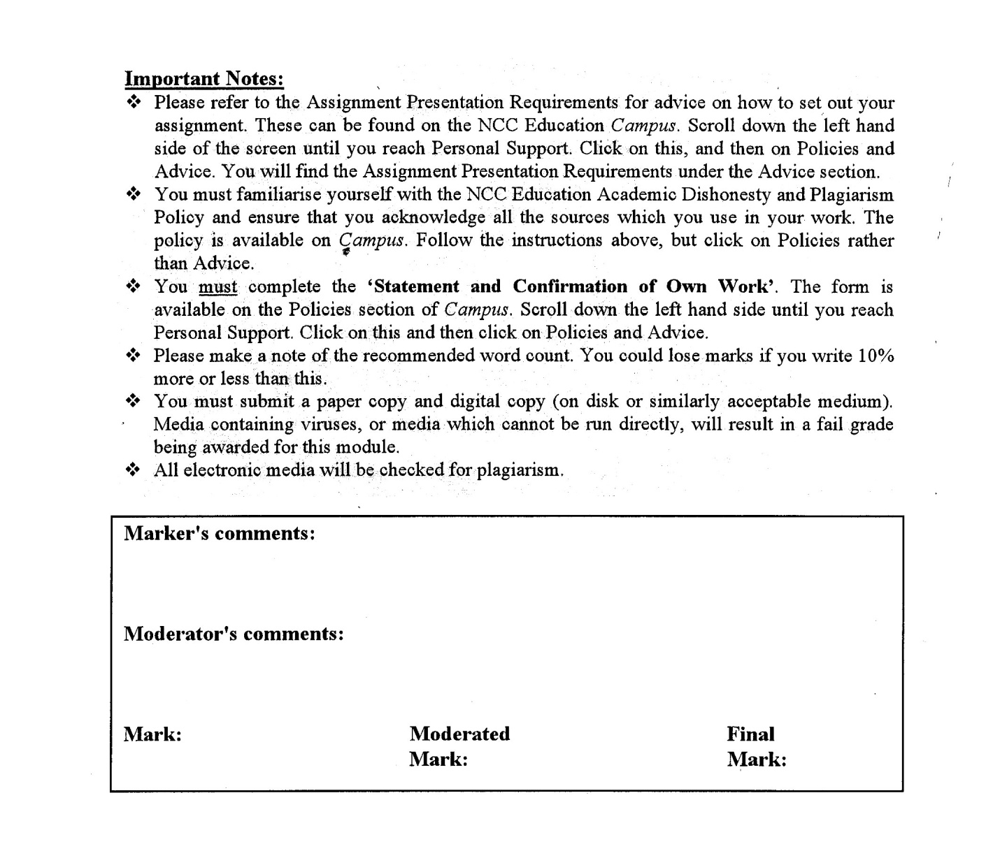 Important Notes:
❖ Please refer to the Assignment Presentation Requirements for advice on how to set out your
assignment. These can be found on the NCC Education Campus. Scroll down the left hand
side of the screen until you reach Personal Support. Click on this, and then on Policies and
Advice. You will find the Assignment Presentation Requirements under the Advice section.
❖ You must familiarise yourself with the NCC Education Academic Dishonesty and Plagiarism
Policy and ensure that you acknowledge all the sources which you use in your work. The
policy is available on Campus. Follow the instructions above, but click on Policies rather
than Advice.
❖ You must complete the ‘Statement and Confirmation of Own Work’. The form is
available on the Policies section of Campus. Scroll down the left hand side until you reach
Personal Support. Click on this and then click on Policies and Advice.
❖ Please make a note of the recommended word count. You could lose marks if you write 10%
more or less than this.
❖ You must submit a paper copy and digital copy (on disk or similarly acceptable medium).
Media containing viruses, or media which cannot be run directly, will result in a fail grade
being awarded for this module.
❖ All electronic media will be checked for plagiarism.
Marker's comments:
Moderator's comments:
Mark: Moderated Final
Mark: Mark: